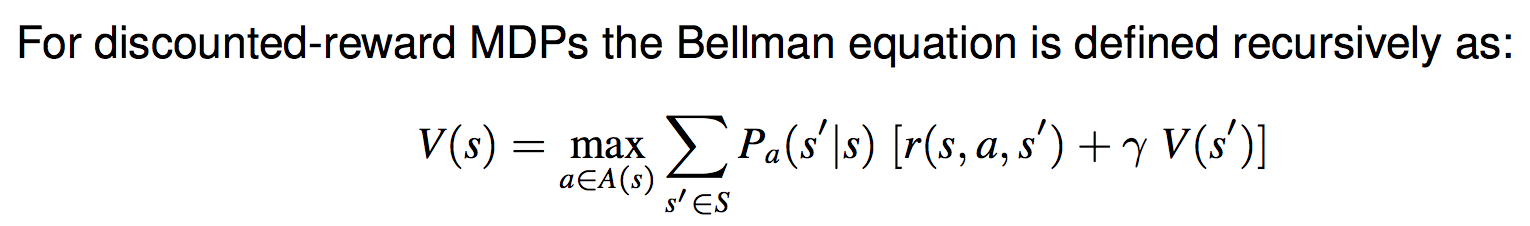 For discounted-reward MDPs the Bellman equation is defined recursively as:
V(s) = max_{a∈A(s)} ∑_{s′∈S} P_a(s′|s) [r(s, a, s′) + γ V(s′)]